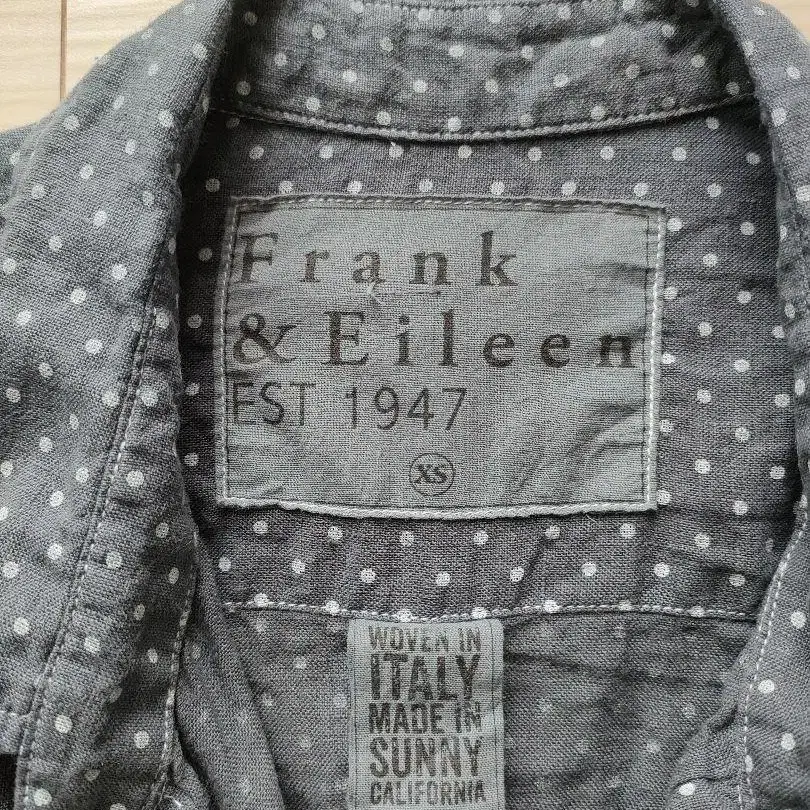 Frank
& Eileen
EST 1947
XS
WOVEN IN
ITALY
MADE IN
SUNNY
CALIFORNIA